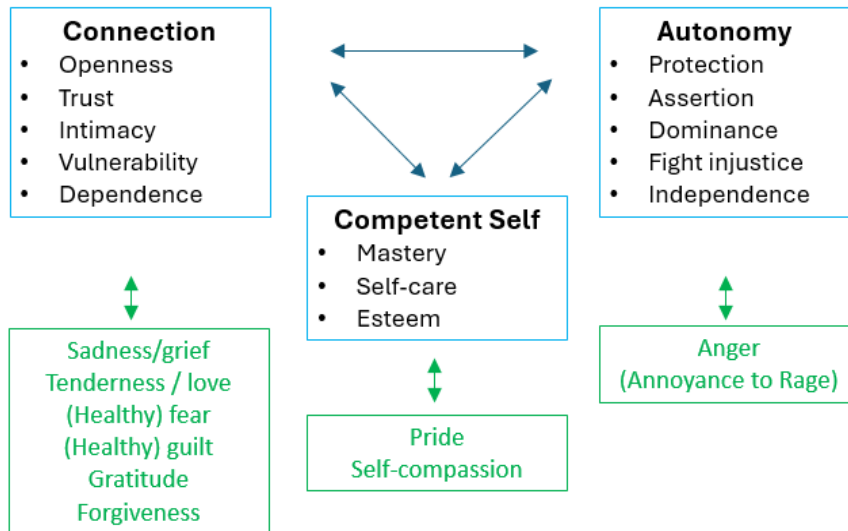 Connection
• Openness
• Trust
• Intimacy
• Vulnerability
• Dependence
Autonomy
• Protection
• Assertion
• Dominance
• Fight injustice
• Independence
Competent Self
• Mastery
• Self-care
• Esteem
Sadness/grief
Tenderness / love
(Healthy) fear
(Healthy) guilt
Gratitude
Forgiveness
Pride
Self-compassion
Anger
(Annoyance to Rage)